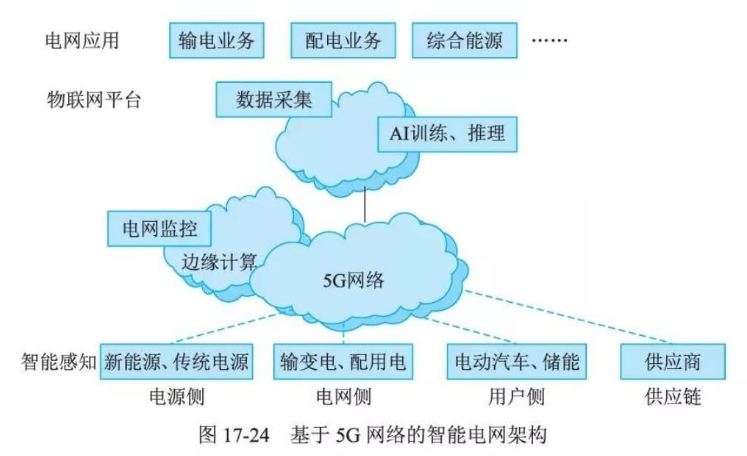 电网应用 输电业务 配电业务 综合能源 ……
物联网平台 数据采集
AI训练、推理
电网监控
边缘计算
5G网络
智能感知 新能源、传统电源 输变电、配用电 电动汽车、储能 供应商
电源侧 电网侧 用户侧 供应链
图 17-24 基于 5G 网络的智能电网架构